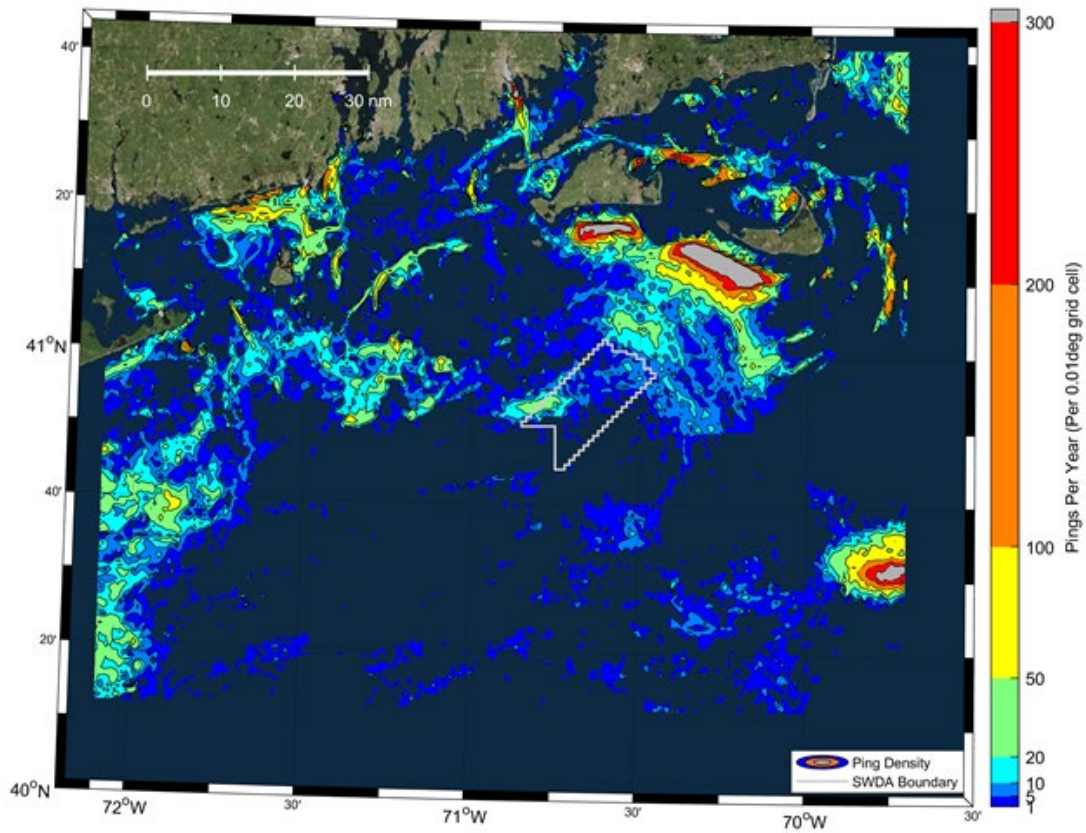 40'
20'
41°N
40'
20'
40°N
72°W
30'
71°W
30'
70°W
30'
0 10 20 30 nm
Ping Density
SWDA Boundary
300
200
100
50
20
10
5
1
Pings Per Year (Per 0.01deg grid cell)